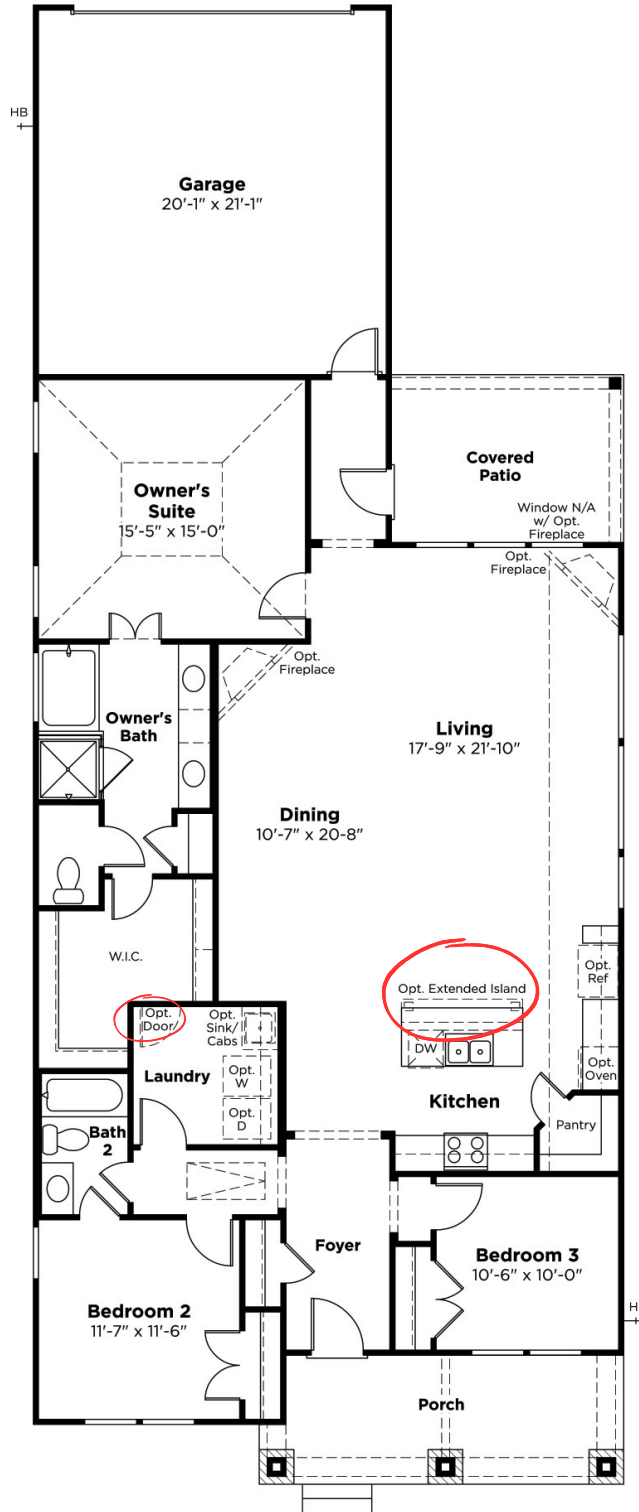 HB
Garage
20'-1" x 21'-1"
Covered
Patio
Owner's
Suite
15'-5" x 15'-0"
Window N/A
w/ Opt.
Fireplace
Opt.
Fireplace
Opt.
Fireplace
Owner's
Bath
Living
17'-9" x 21'-10"
Dining
10'-7" x 20-8"
W.I.C.
Opt.
Ref
Opt. Extended Island
Opt.
Door/
Opt.
Sink/
Cabs
DW
Opt.
Oven
Laundry
Opt.
W
Opt.
D
Kitchen
Pantry
Bath
2
Foyer
Bedroom 3
10'-6" x 10'-0"
Bedroom 2
11'-7" x 11'-6"
H
Porch